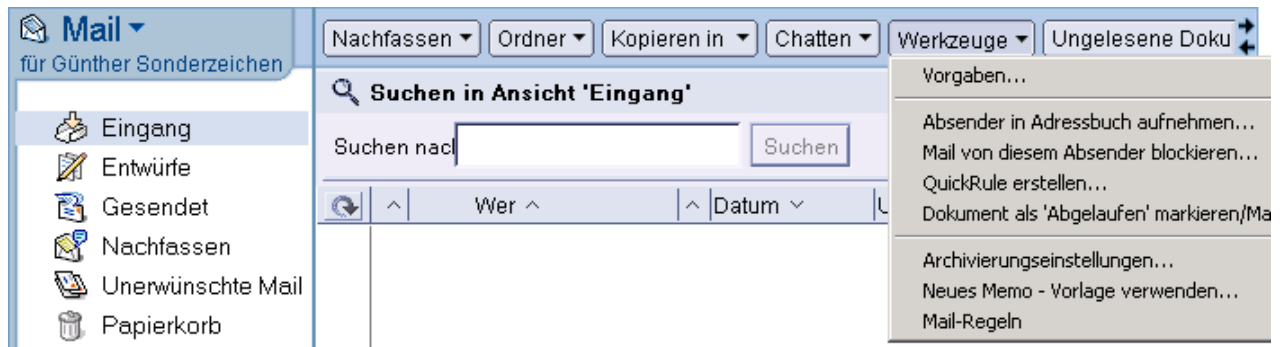 Mail
für Günther Sonderzeichen
Eingang
Entwürfe
Gesendet
Nachfassen
Unerwünschte Mail
Papierkorb
Nachfassen Ordner Kopieren in Chatten Werkzeuge Ungelesene Doku
Suchen in Ansicht 'Eingang'
Suchen nacl Suchen
Wer Datum
Vorgaben...
Absender in Adressbuch aufnehmen...
Mail von diesem Absender blockieren...
QuickRule erstellen...
Dokument als 'Abgelaufen' markieren/Ma
Archivierungseinstellungen...
Neues Memo - Vorlage verwenden...
Mail-Regeln